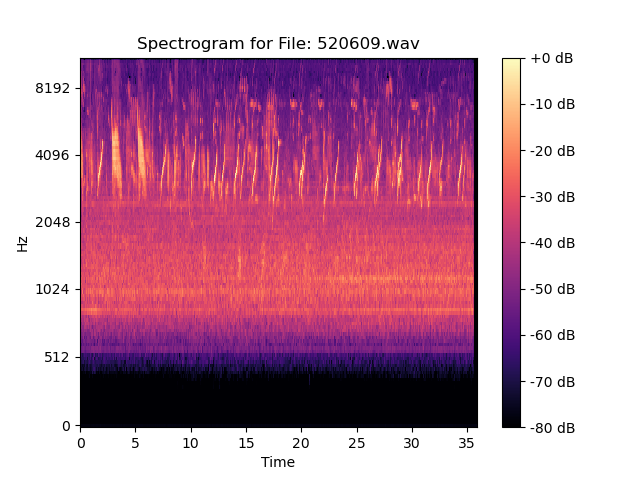 Spectrogram for File: 520609.wav
8192
4096
2048
1024
512
0
Hz
0 5 10 15 20 25 30 35
Time
+0 dB
-10 dB
-20 dB
-30 dB
-40 dB
-50 dB
-60 dB
-70 dB
-80 dB